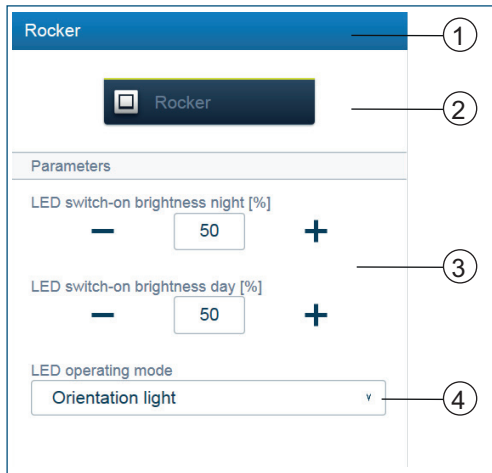 Rocker
1
Rocker
2
Parameters
LED switch-on brightness night [%]
− 50 +
3
LED switch-on brightness day [%]
− 50 +
LED operating mode
Orientation light
4